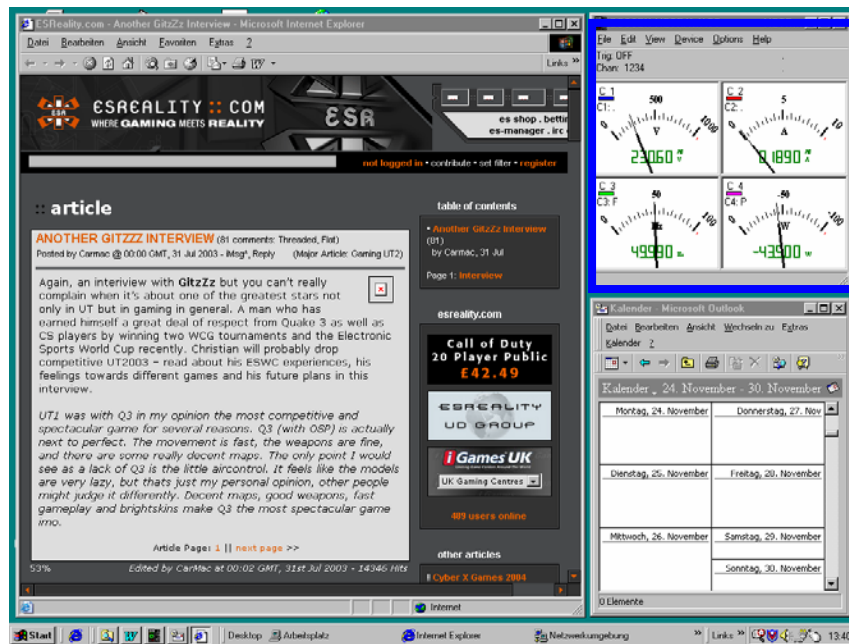 ESReality.com - Another GitzZz Interview - Microsoft Internet Explorer
Datei Bearbeiten Ansicht Favoriten Extras ?
Links »
ESREALITY :: COM
WHERE GAMING MEETS REALITY
ESR
ESR
es shop . bettin
es-manager . irc
not logged in • contribute • set filter • register
:: article
ANOTHER GITZZZ INTERVIEW (81 comments: Threaded, Flat)
Posted by Carmac @ 00:00 GMT, 31 Jul 2003 - iMsg*, Reply (Major Article: Gaming UT2)
Again, an interview with GitzZz but you can't really
complain when it's about one of the greatest stars not
only in UT but in gaming in general. A man who has
earned himself a great deal of respect from Quake 3 as well as
CS players by winning two WCG tournaments and the Electronic
Sports World Cup recently. Christian will probably drop
competitive UT2003 - read about his ESWC experiences, his
feelings towards different games and his future plans in this
interview.
UT1 was with Q3 in my opinion the most competitive and
spectacular game for several reasons. Q3 (with OSP) is actually
next to perfect. The movement is fast, the weapons are fine,
and there are some really decent maps. The only point I would
see as a lack of Q3 is the little aircontrol. It feels like the models
are very lazy, but thats just my personal opinion, other people
might judge it differently. Decent maps, good weapons, fast
gameplay and brightskins make Q3 the most spectacular game
imo.
Article Page: 1 || next page >>
53% Edited by CarMac at 00:02 GMT, 31st Jul 2003 - 14346 Hits
table of contents
• Another GitzZz Interview
(81)
by Carmac, 31 Jul
Page 1: Interview
esreality.com
Call of Duty
20 Player Public
£42.49
ESREALITY
UD GROUP
iGames UK
UK Gaming Centres
409 users online
other articles
Cyber X Games 2004
Internet
File Edit View Device Options Help
Trig: OFF
Chan: 1234
C 1
C1: .
500
0
1000
V
230.60
C 2
C2: .
5
0
10
A
0.1890 A
C 3
C3: F
50
0
100
Hz
49.990
C 4
C4: P
-50
0
-100
W
-43.900 W
Kalender - Microsoft Outlook
Datei Bearbeiten Ansicht Wechseln zu Extras
Kalender ?
Kalender 24. November - 30. November
Montag, 24. November
Donnerstag, 27. Nov
Dienstag, 25. November
Freitag, 28. November
Mittwoch, 26. November
Samstag, 29. November
Sonntag, 30. November
0 Elemente
Start
Desktop
Arbeitsplatz
Internet Explorer
Netzwerkumgebung
»
Links »
13:40